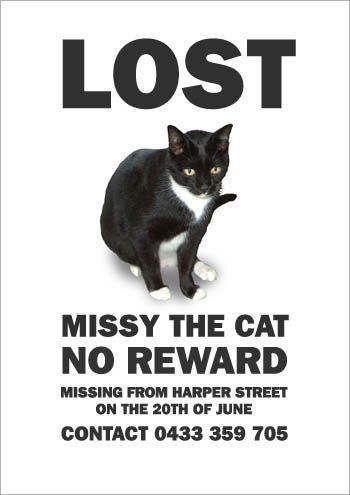 LOST
MISSY THE CAT
NO REWARD
MISSING FROM HARPER STREET
ON THE 20TH OF JUNE
CONTACT 0433 359 705